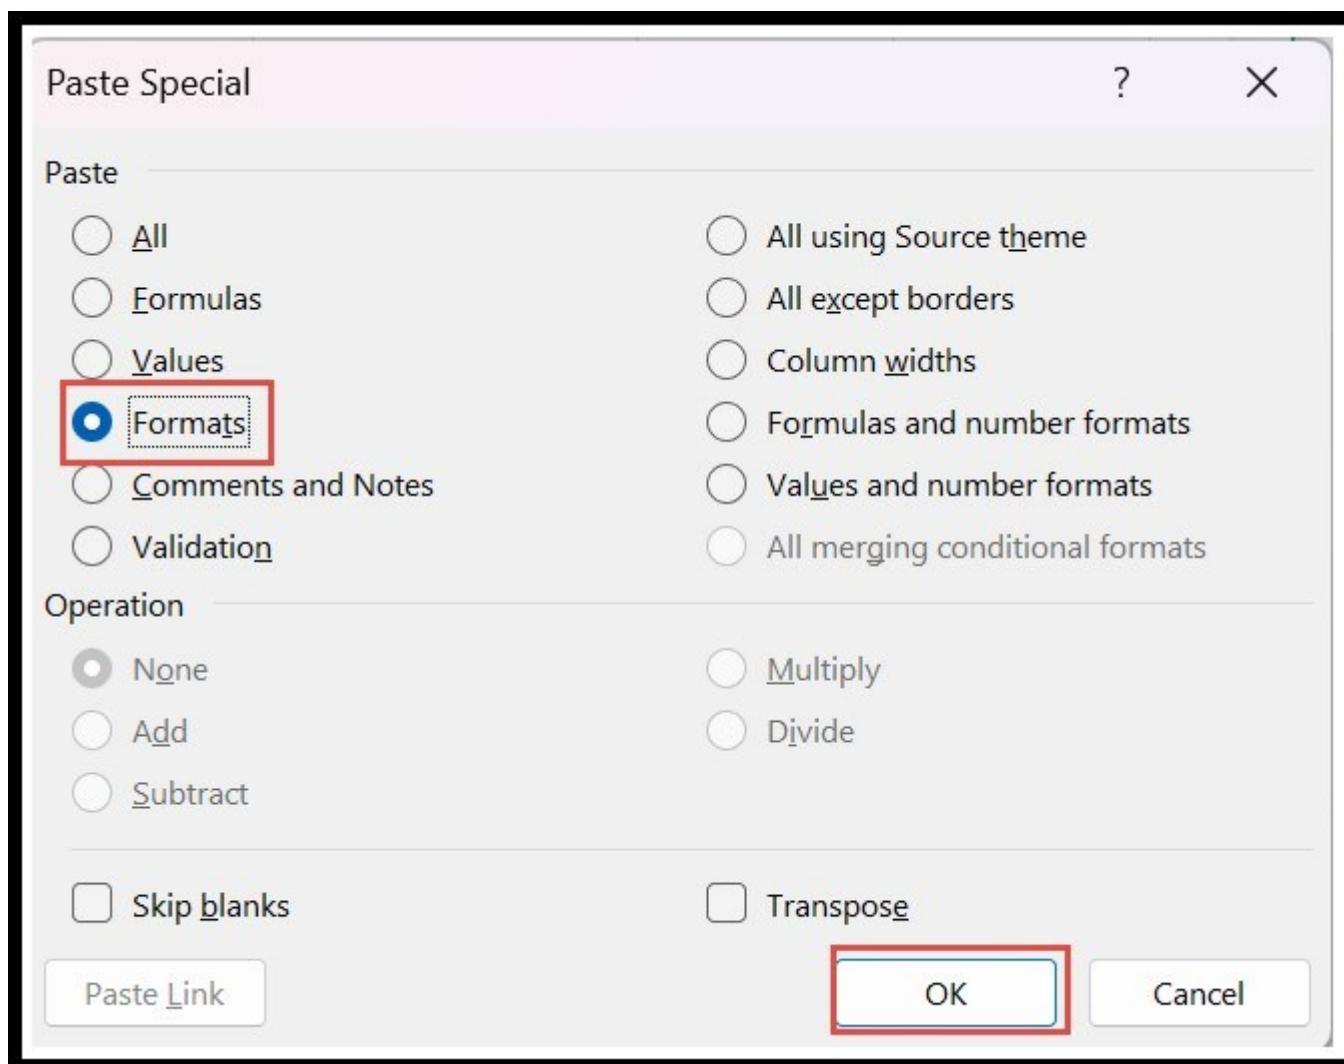 Paste Special ?
Paste
All
Formulas
Values
Formats
Comments and Notes
Validation
All using Source theme
All except borders
Column widths
Formulas and number formats
Values and number formats
All merging conditional formats
Operation
None
Add
Subtract
Multiply
Divide
Skip blanks
Transpose
Paste Link
OK
Cancel